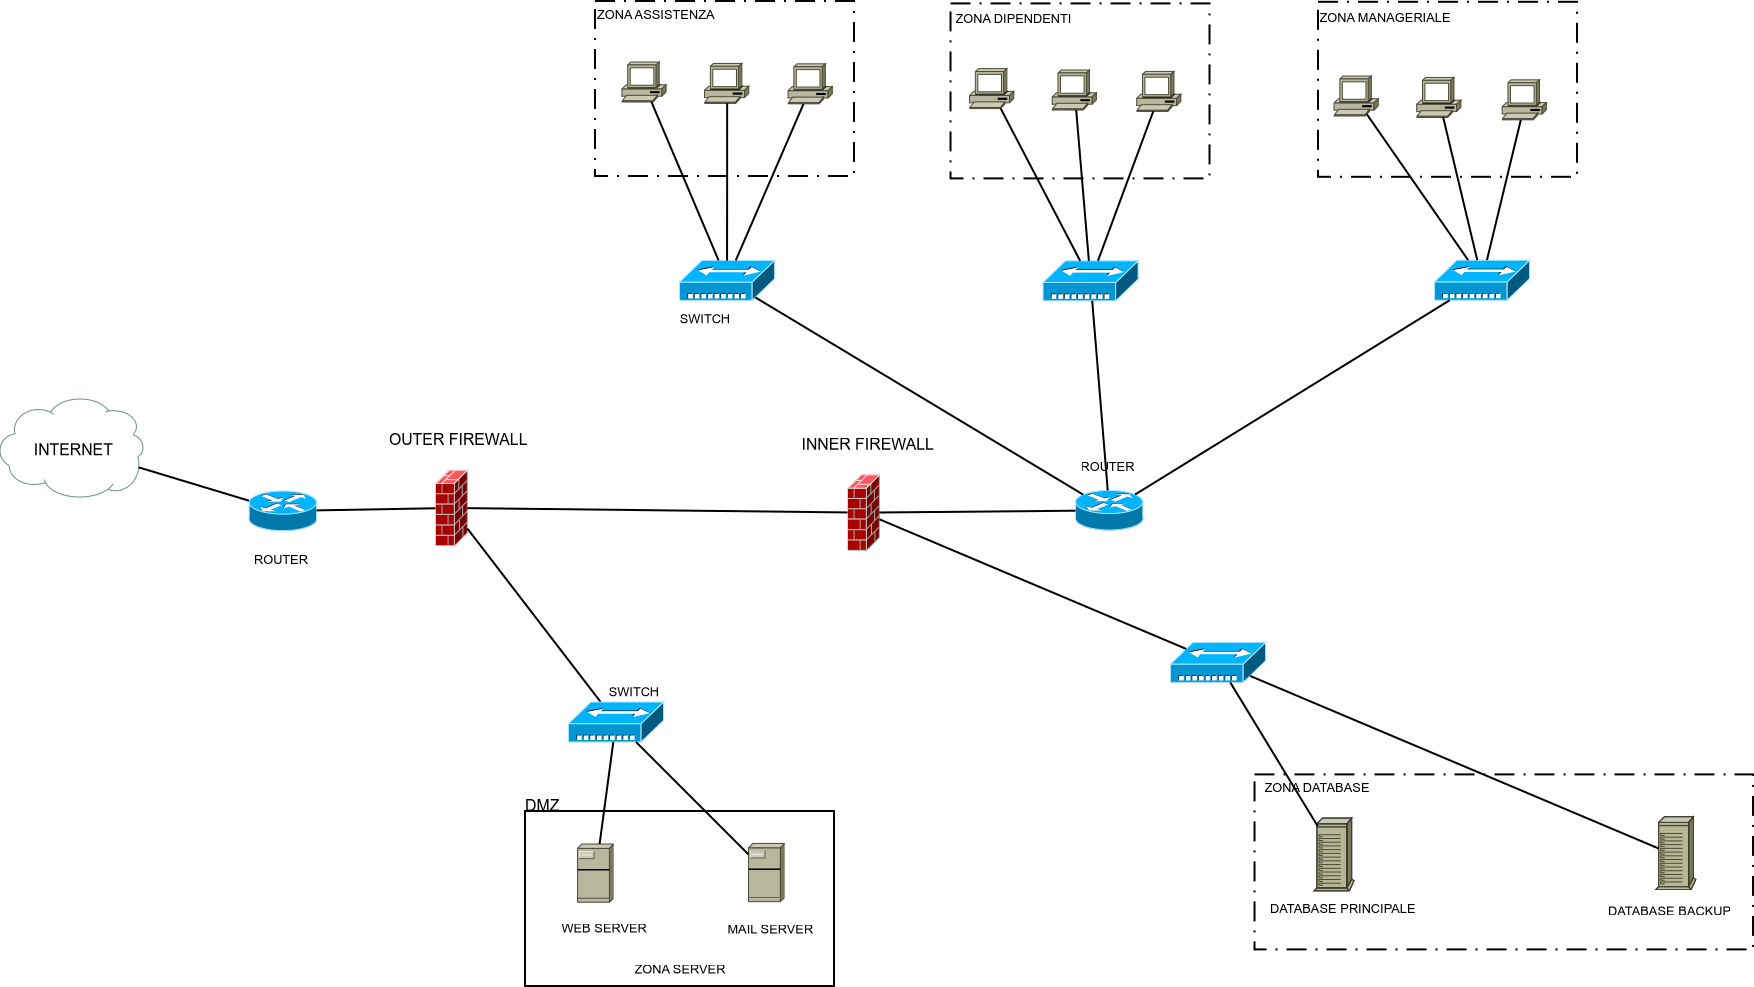 ZONA ASSISTENZA
ZONA DIPENDENTI
ZONA MANAGERIALE
SWITCH
INTERNET
OUTER FIREWALL
INNER FIREWALL
ROUTER
ROUTER
SWITCH
DMZ
ZONA DATABASE
WEB SERVER
MAIL SERVER
ZONA SERVER
DATABASE PRINCIPALE
DATABASE BACKUP